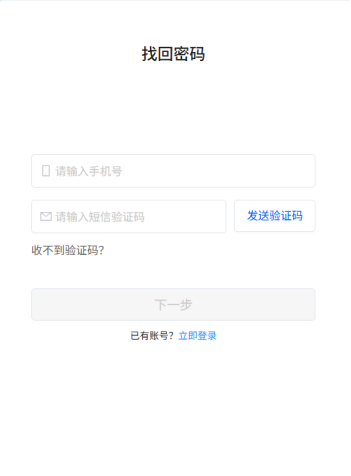 找回密码
请输入手机号
请输入短信验证码 发送验证码
收不到验证码?
下一步
已有账号? 立即登录